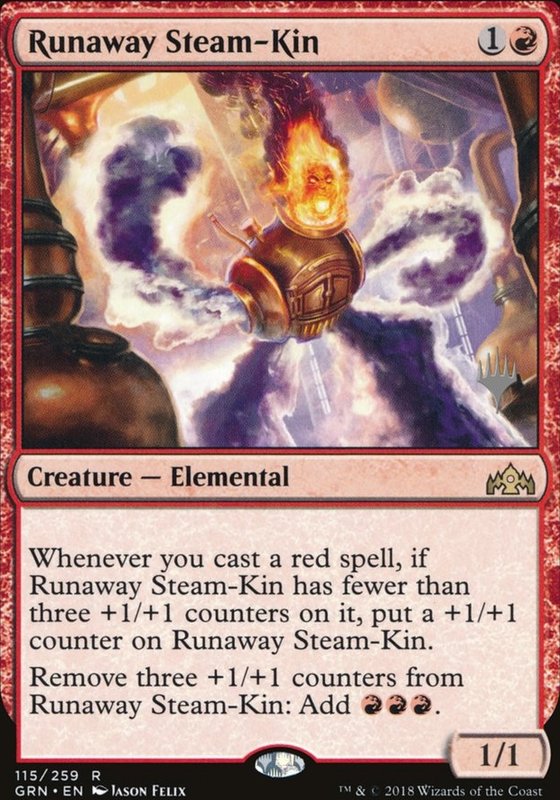 Runaway Steam-Kin 1
Creature — Elemental
Whenever you cast a red spell, if
Runaway Steam-Kin has fewer than
three +1/+1 counters on it, put a +1/+1
counter on Runaway Steam-Kin.
Remove three +1/+1 counters from
Runaway Steam-Kin: Add
1/1
115/259 R
GRN • EN Jason Felix
™ & © 2018 Wizards of the Coast